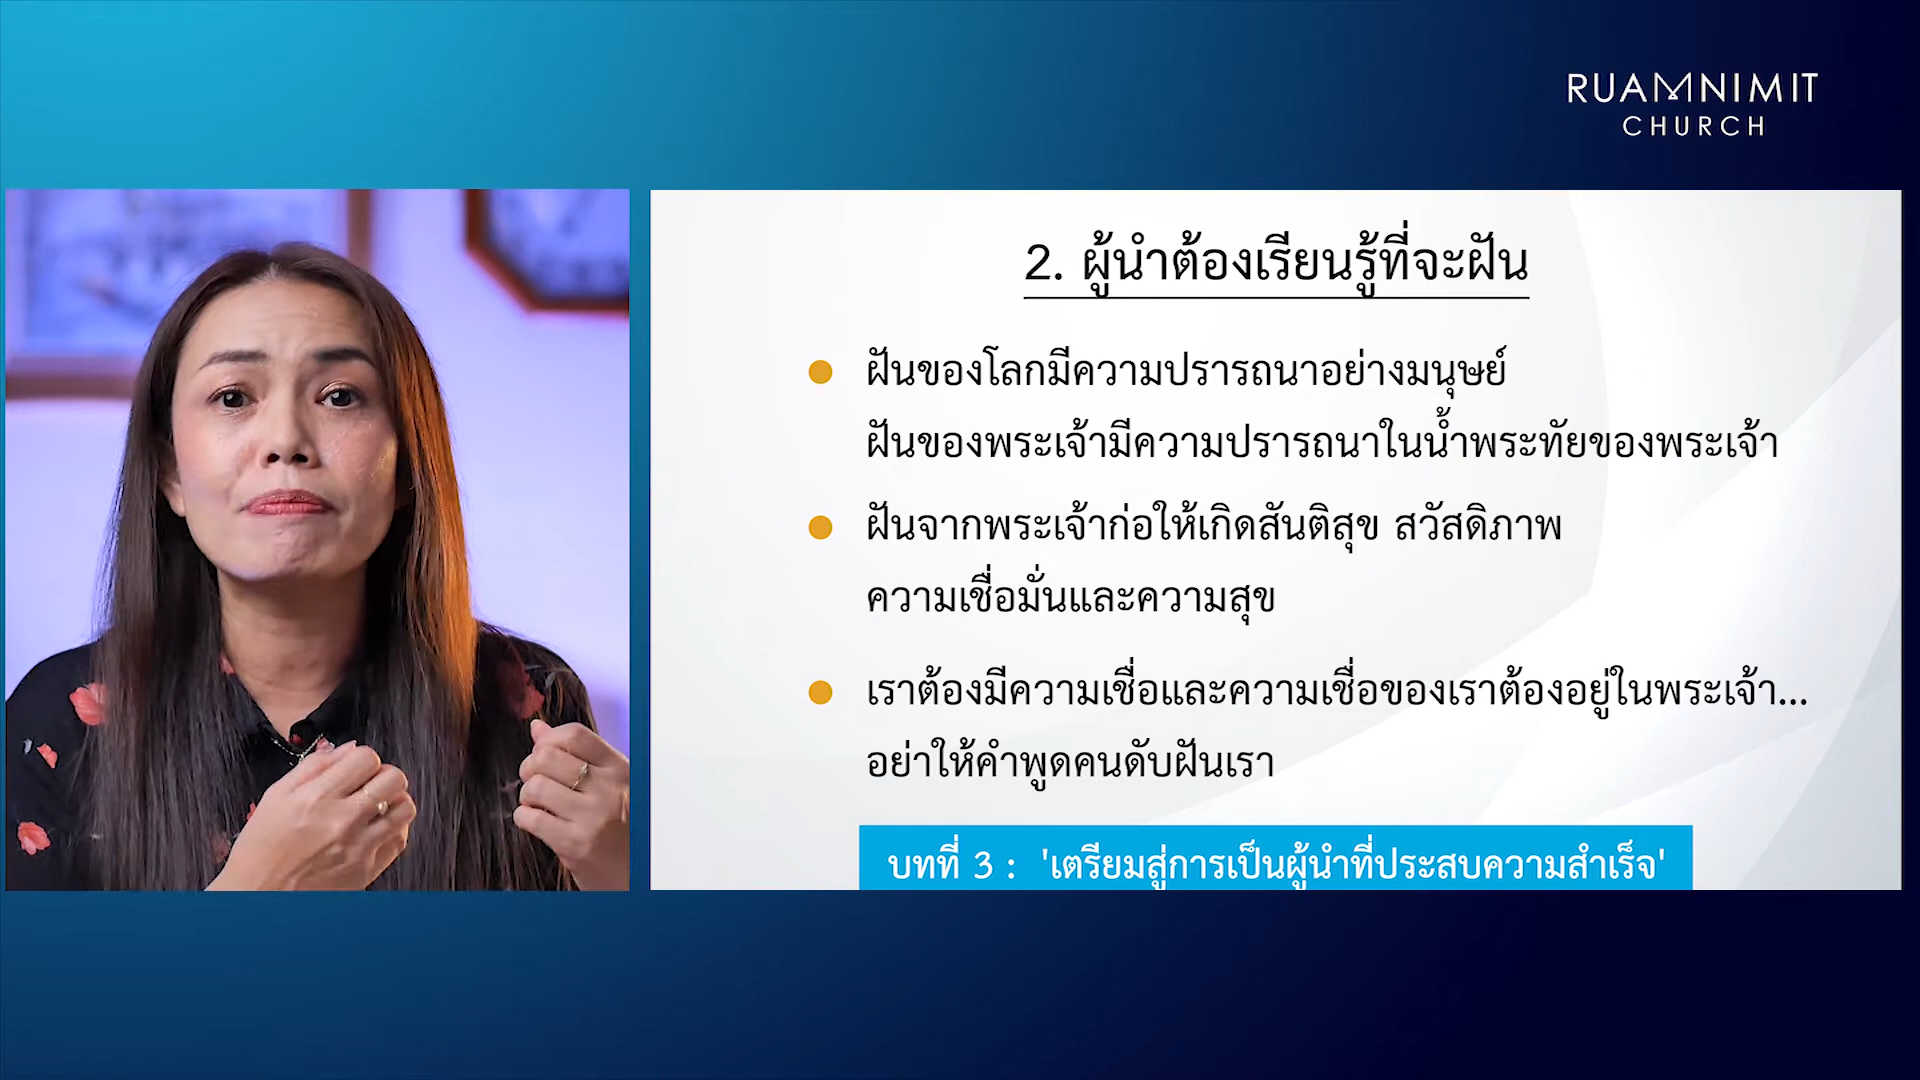 RUAMNIMIT
CHURCH
2. ผู้นำต้องเรียนรู้ที่จะฝัน
ฝันของโลกมีความปรารถนาอย่างมนุษย์
ฝันของพระเจ้ามีความปรารถนาในน้ำพระทัยของพระเจ้า
ฝันจากพระเจ้าก่อให้เกิดสันติสุข สวัสดิภาพ
ความเชื่อมั่นและความสุข
เราต้องมีความเชื่อและความเชื่อของเราต้องอยู่ในพระเจ้า...
อย่าให้คำพูดคนดับฝันเรา
บทที่ 3 : 'เตรียมสู่การเป็นผู้นำที่ประสบความสำเร็จ'